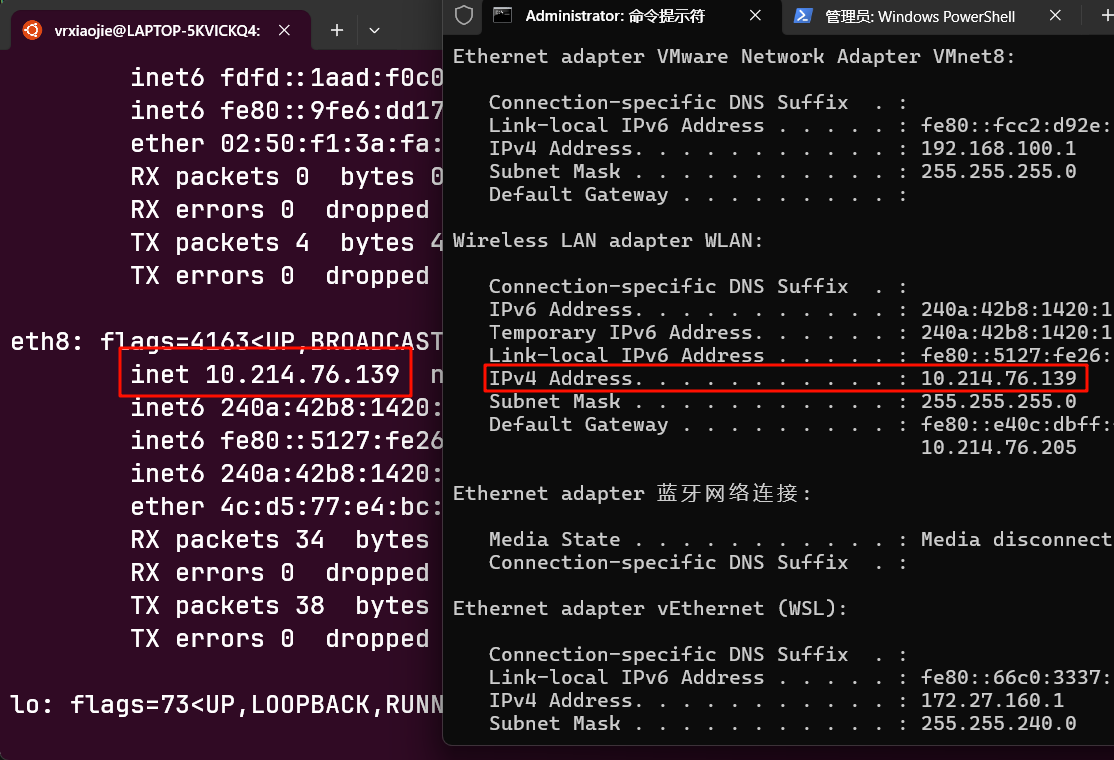 vrxiaojie@LAPTOP-5KVICKQ4:
inet6 fdfd::1aad:f0c0
inet6 fe80::9fe6:dd17
ether 02:50:f1:3a:fa:
RX packets 0  bytes 0
RX errors 0  dropped
TX packets 4  bytes 4
TX errors 0  dropped
eth8: flags=4163<UP,BROADCAST
inet 10.214.76.139  n
inet6 240a:42b8:1420:
inet6 fe80::5127:fe26
inet6 240a:42b8:1420:
ether 4c:d5:77:e4:bc:
RX packets 34  bytes
RX errors 0  dropped
TX packets 38  bytes
TX errors 0  dropped
lo: flags=73<UP,LOOPBACK,RUNN
Administrator: 命令提示符
管理员: Windows PowerShell
Ethernet adapter VMware Network Adapter VMnet8:
Connection-specific DNS Suffix  . :
Link-local IPv6 Address . . . . . : fe80::fcc2:d92e:
IPv4 Address. . . . . . . . . . . : 192.168.100.1
Subnet Mask . . . . . . . . . . . : 255.255.255.0
Default Gateway . . . . . . . . . :
Wireless LAN adapter WLAN:
Connection-specific DNS Suffix  . :
IPv6 Address. . . . . . . . . . . : 240a:42b8:1420:1
Temporary IPv6 Address. . . . . . : 240a:42b8:1420:1
Link-local IPv6 Address . . . . . : fe80::5127:fe26:
IPv4 Address. . . . . . . . . . . : 10.214.76.139
Subnet Mask . . . . . . . . . . . : 255.255.255.0
Default Gateway . . . . . . . . . : fe80::e40c:dbff:
10.214.76.205
Ethernet adapter 蓝牙网络连接:
Media State . . . . . . . . . . . : Media disconnect
Connection-specific DNS Suffix  . :
Ethernet adapter vEthernet (WSL):
Connection-specific DNS Suffix  . :
Link-local IPv6 Address . . . . . : fe80::66c0:3337:
IPv4 Address. . . . . . . . . . . : 172.27.160.1
Subnet Mask . . . . . . . . . . . : 255.255.240.0